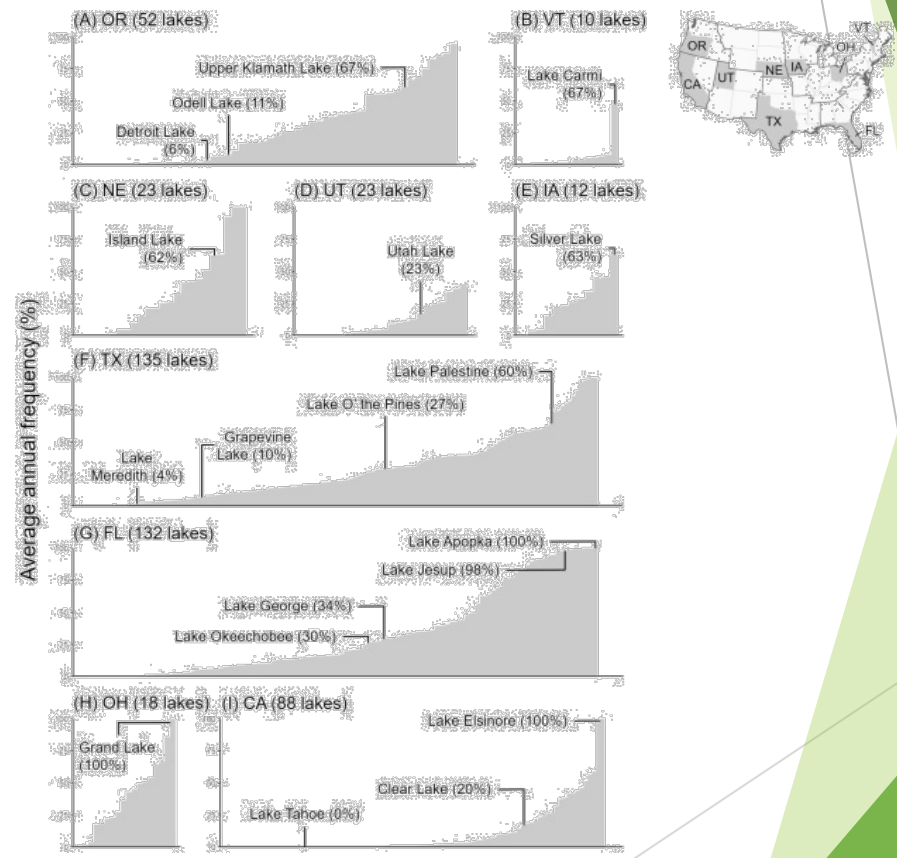 (A) OR (52 lakes)
Upper Klamath Lake (67%)
Odell Lake (11%)
Detroit Lake
(6%)
(B) VT (10 lakes)
Lake Carmi
(67%)
VT
OR
OH
NE
IA
UT
CA
TX
FL
(C) NE (23 lakes)
Island Lake
(62%)
(D) UT (23 lakes)
Utah Lake
(23%)
(E) IA (12 lakes)
Silver Lake
(63%)
Average annual frequency (%)
(F) TX (135 lakes)
Lake Palestine (60%)
Lake O' the Pines (27%)
Grapevine
Lake (10%)
Lake
Meredith (4%)
(G) FL (132 lakes)
Lake Apopka (100%)
Lake Jesup (98%)
Lake George (34%)
Lake Okeechobee (30%)
(H) OH (18 lakes)
Grand Lake
(100%)
(I) CA (88 lakes)
Lake Elsinore (100%)
Clear Lake (20%)
Lake Tahoe (0%)